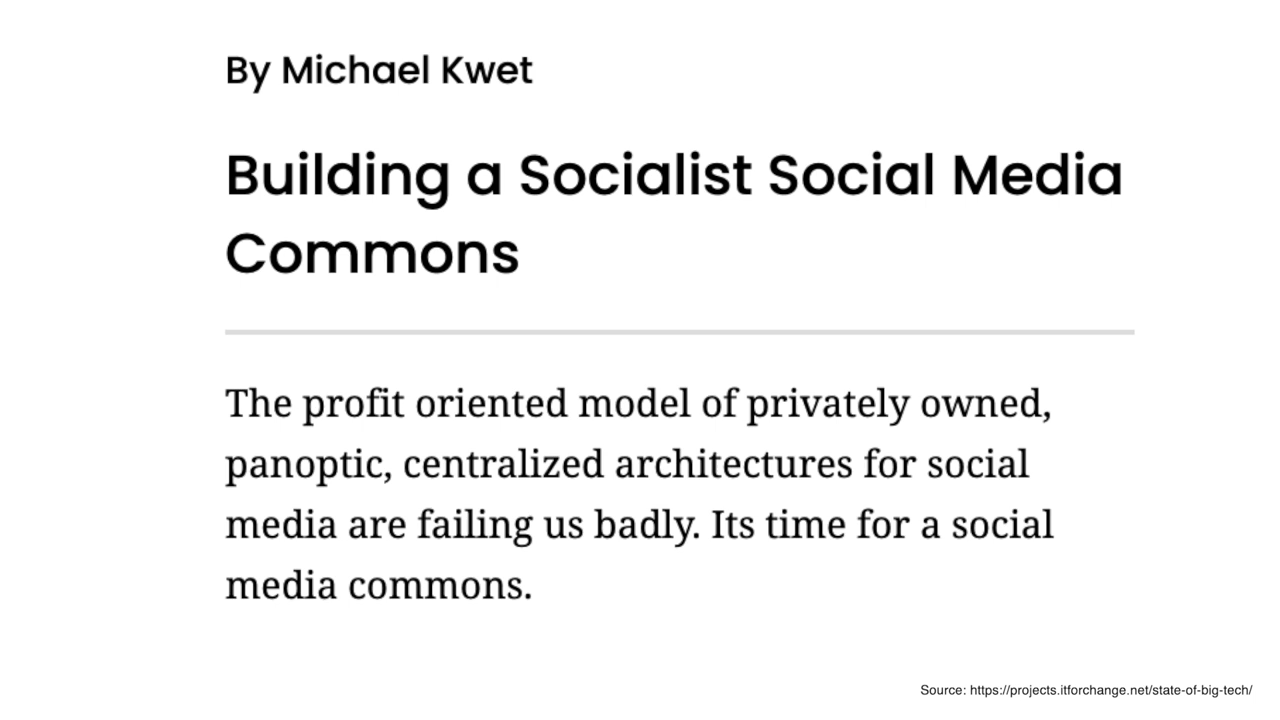 By Michael Kwet
Building a Socialist Social Media
Commons
The profit oriented model of privately owned,
panoptic, centralized architectures for social
media are failing us badly. Its time for a social
media commons.
Source: https://projects.itforchange.net/state-of-big-tech/